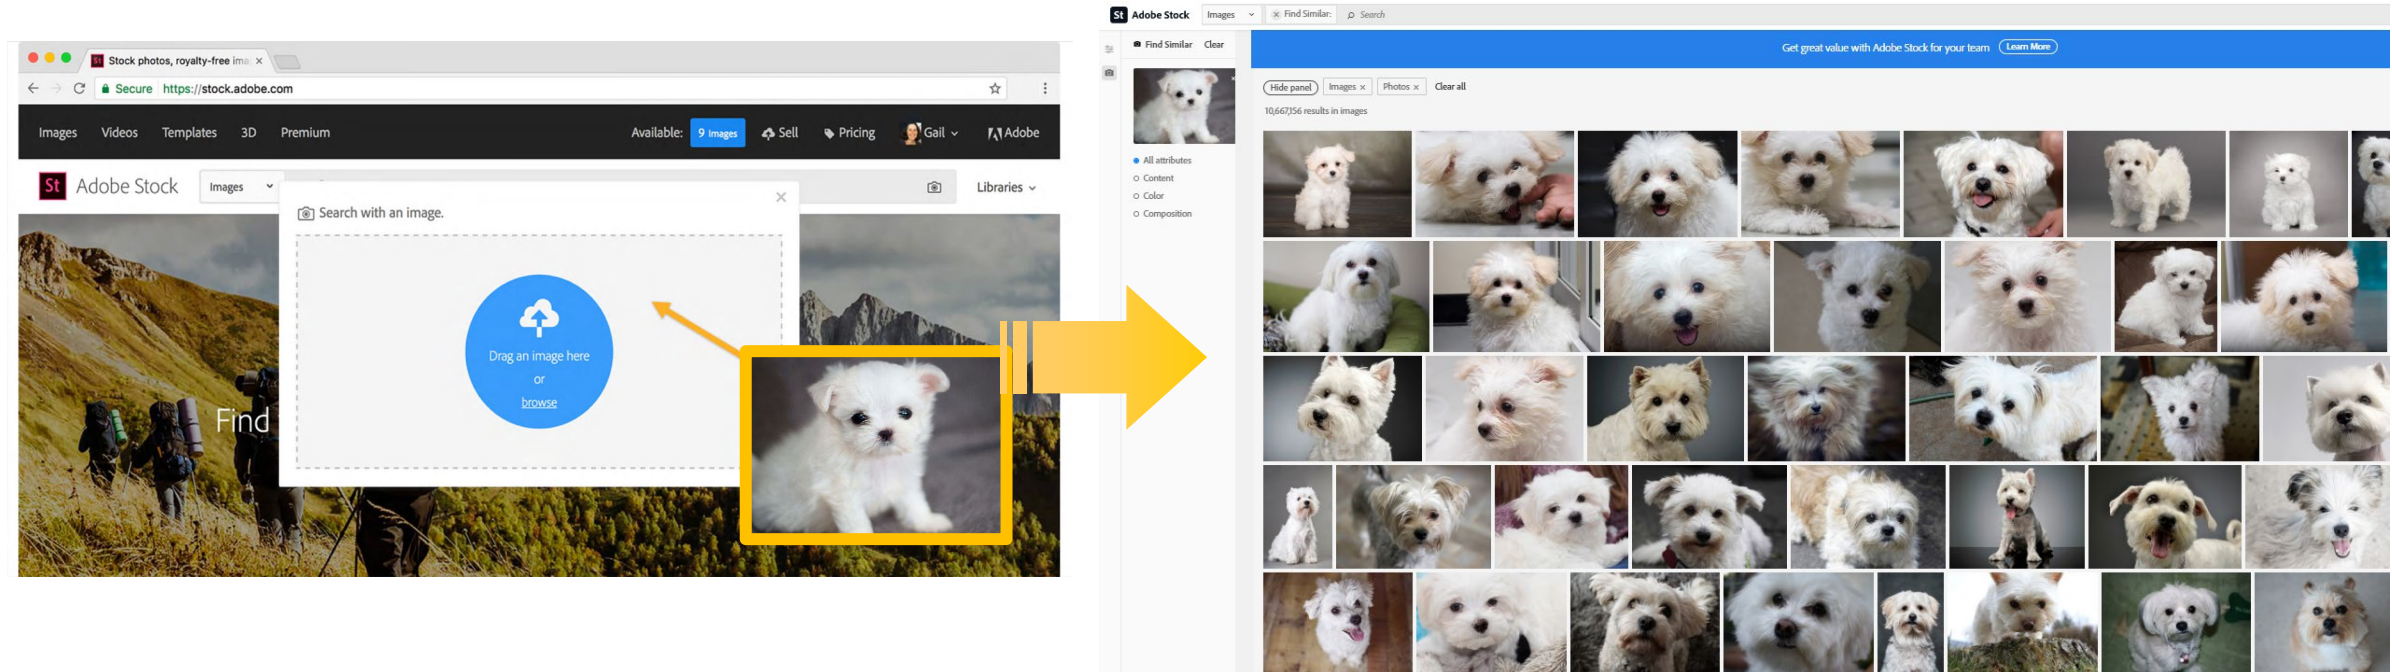 Stock photos, royalty-free ima
Secure https://stock.adobe.com
Images Videos Templates 3D Premium Available: 9 Images Sell Pricing Gail Adobe
St Adobe Stock Images Libraries
Search with an image.
Drag an image here
or
browse
Find
St Adobe Stock Images Find Similar: Search
Find Similar Clear
Get great value with Adobe Stock for your team Learn More
Hide panel Images Photos Clear all
10,667,156 results in images
All attributes
Content
Color
Composition